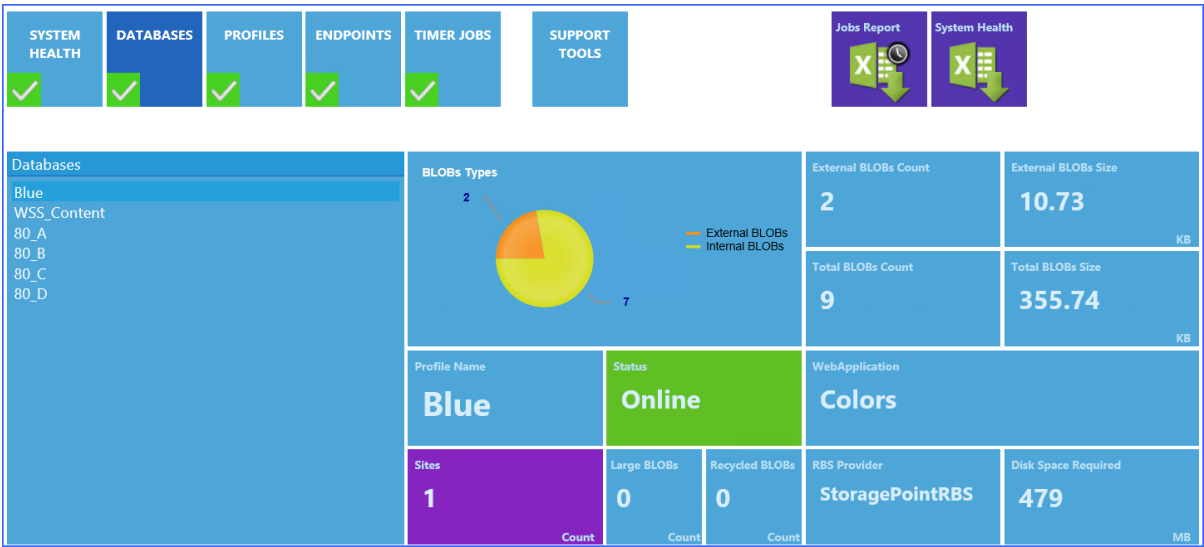 SYSTEM
HEALTH
DATABASES
PROFILES
ENDPOINTS
TIMER JOBS
SUPPORT
TOOLS
Jobs Report
System Health
Databases
Blue
WSS_Content
80_A
80_B
80_C
80_D
BLOBs Types
2
7
External BLOBs
Internal BLOBs
External BLOBs Count
2
External BLOBs Size
10.73
KB
Total BLOBs Count
9
Total BLOBs Size
355.74
KB
Profile Name
Blue
Status
Online
WebApplication
Colors
Sites
1
Count
Large BLOBs
0
Count
Recycled BLOBs
0
Count
RBS Provider
StoragePointRBS
Disk Space Required
479
MB